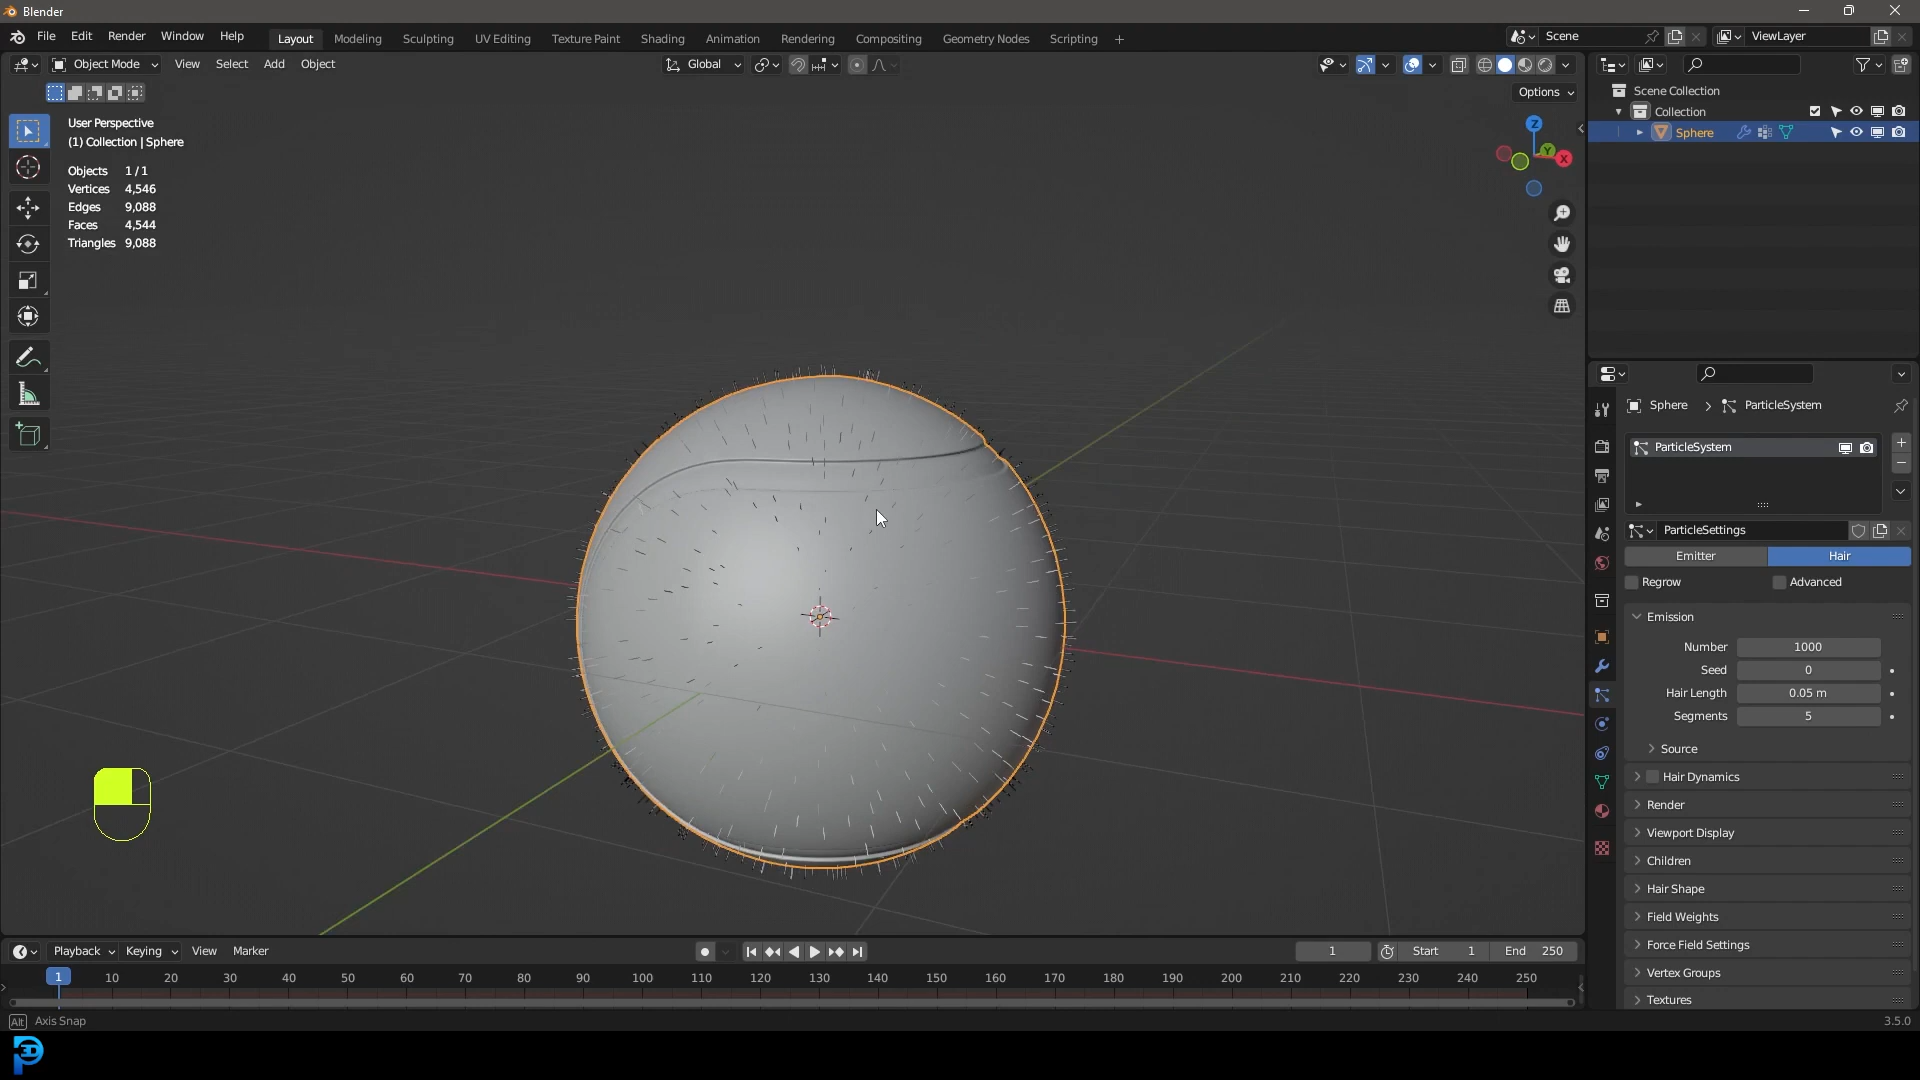 Blender
File Edit Render Window Help Layout Modeling Sculpting UV Editing Texture Paint Shading Animation Rendering Compositing Geometry Nodes Scripting + Scene ViewLayer
Object Mode View Select Add Object Global
Options
User Perspective
(1) Collection | Sphere
Objects 1 / 1
Vertices 4,546
Edges 9,088
Faces 4,544
Triangles 9,088
Z
Y
X
Scene Collection
Collection
Sphere
Sphere > ParticleSystem
ParticleSystem
ParticleSettings
Emitter Hair
Regrow Advanced
Emission
Number 1000
Seed 0
Hair Length 0.05 m
Segments 5
Source
Hair Dynamics
Render
Viewport Display
Children
Hair Shape
Field Weights
Force Field Settings
Vertex Groups
Textures
Playback Keying View Marker 1 Start 1 End 250
1 10 20 30 40 50 60 70 80 90 100 110 120 130 140 150 160 170 180 190 200 210 220 230 240 250
Alt Axis Snap 3.5.0
P3D